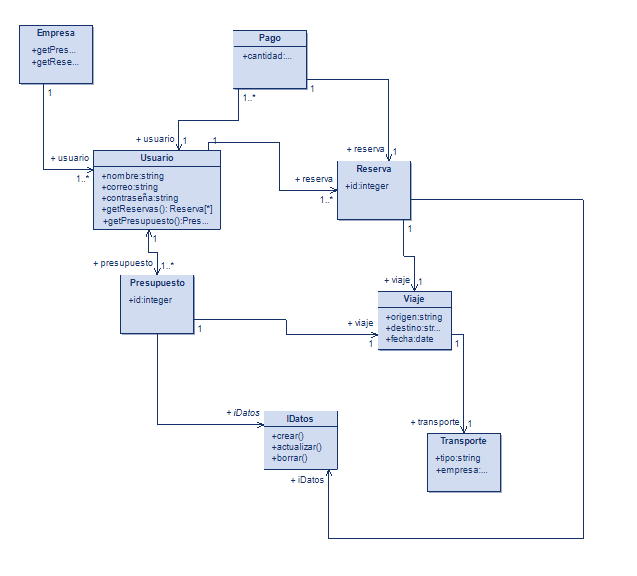 Empresa
+getPres...
+getRese...
1
Pago
+cantidad:...
1..*
1
+ usuario
1
+ reserva
1
+ usuario
1..*
Usuario
+nombre:string
+correo:string
+contraseña:string
+getReservas(): Reserva[*]
+getPresupuesto():Pres...
1
+ reserva
1..*
Reserva
+id:integer
1
1
+ presupuesto
1..*
Presupuesto
+id:integer
1
+ viaje
1
+ viaje
1
Viaje
+origen:string
+destino:str...
+fecha:date
1
+ transporte
1
Transporte
+tipo:string
+empresa:...
+ iDatos
IDatos
+crear()
+actualizar()
+borrar()
+ iDatos